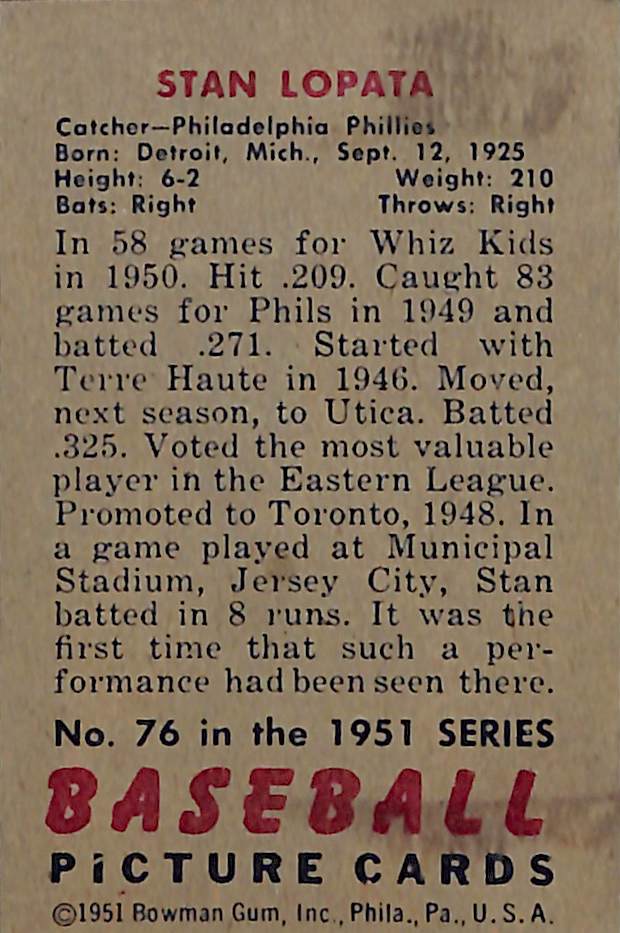 STAN LOPATA
Catcher—Philadelphia Phillies
Born: Detroit, Mich., Sept. 12, 1925
Height: 6-2 Weight: 210
Bats: Right Throws: Right
In 58 games for Whiz Kids
in 1950. Hit .209. Caught 83
games for Phils in 1949 and
batted .271. Started with
Terre Haute in 1946. Moved,
next season, to Utica. Batted
.325. Voted the most valuable
player in the Eastern League.
Promoted to Toronto, 1948. In
a game played at Municipal
Stadium, Jersey City, Stan
batted in 8 runs. It was the
first time that such a per-
formance had been seen there.
No. 76 in the 1951 SERIES
BASEBALL
PiCTURE CARDS
©1951 Bowman Gum, Inc., Phila., Pa., U.S.A.